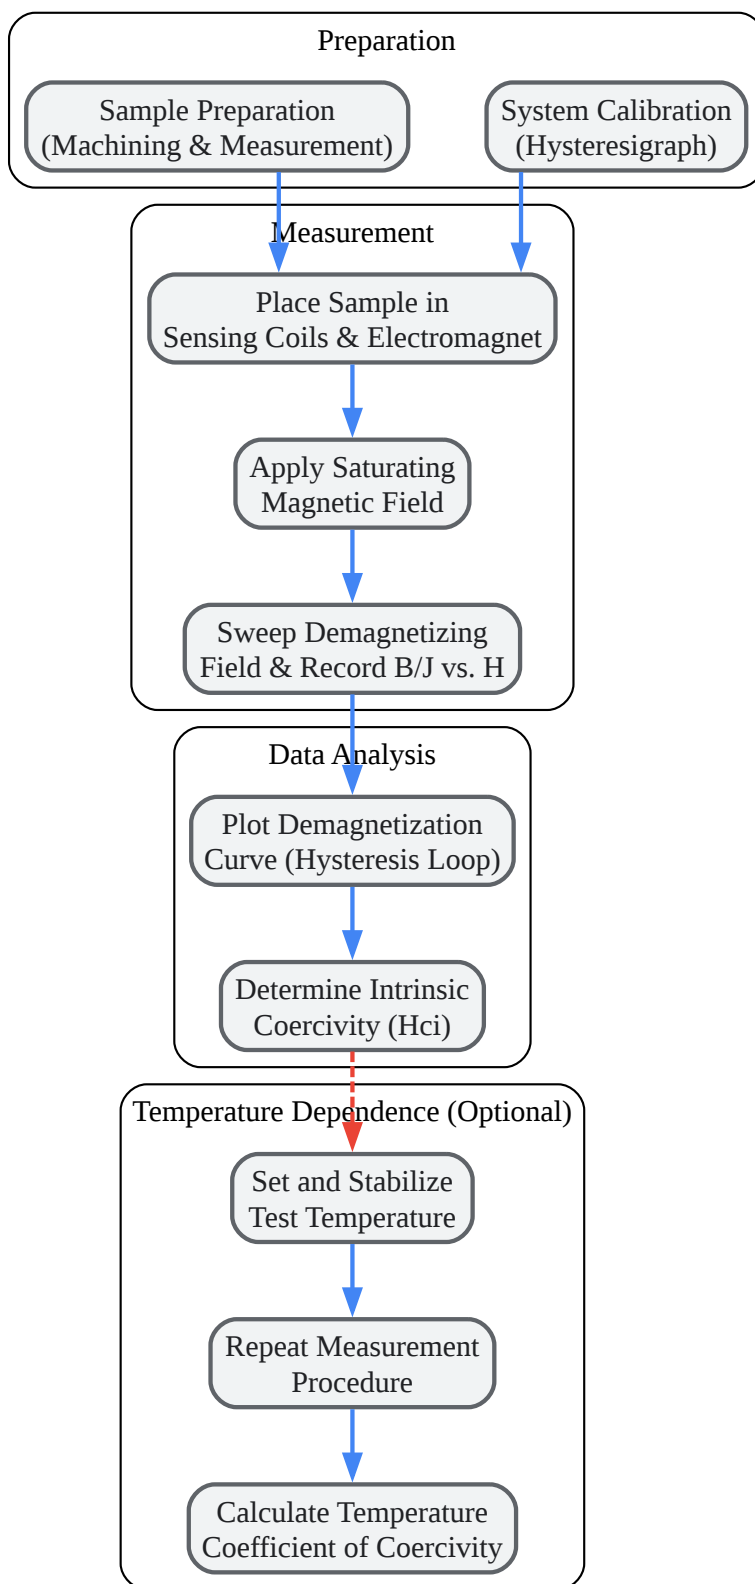 Preparation
Sample Preparation
(Machining & Measurement)
System Calibration
(Hysteresigraph)
Measurement
Place Sample in
Sensing Coils & Electromagnet
Apply Saturating
Magnetic Field
Sweep Demagnetizing
Field & Record B/J vs. H
Data Analysis
Plot Demagnetization
Curve (Hysteresis Loop)
Determine Intrinsic
Coercivity (Hci)
Temperature Dependence (Optional)
Set and Stabilize
Test Temperature
Repeat Measurement
Procedure
Calculate Temperature
Coefficient of Coercivity